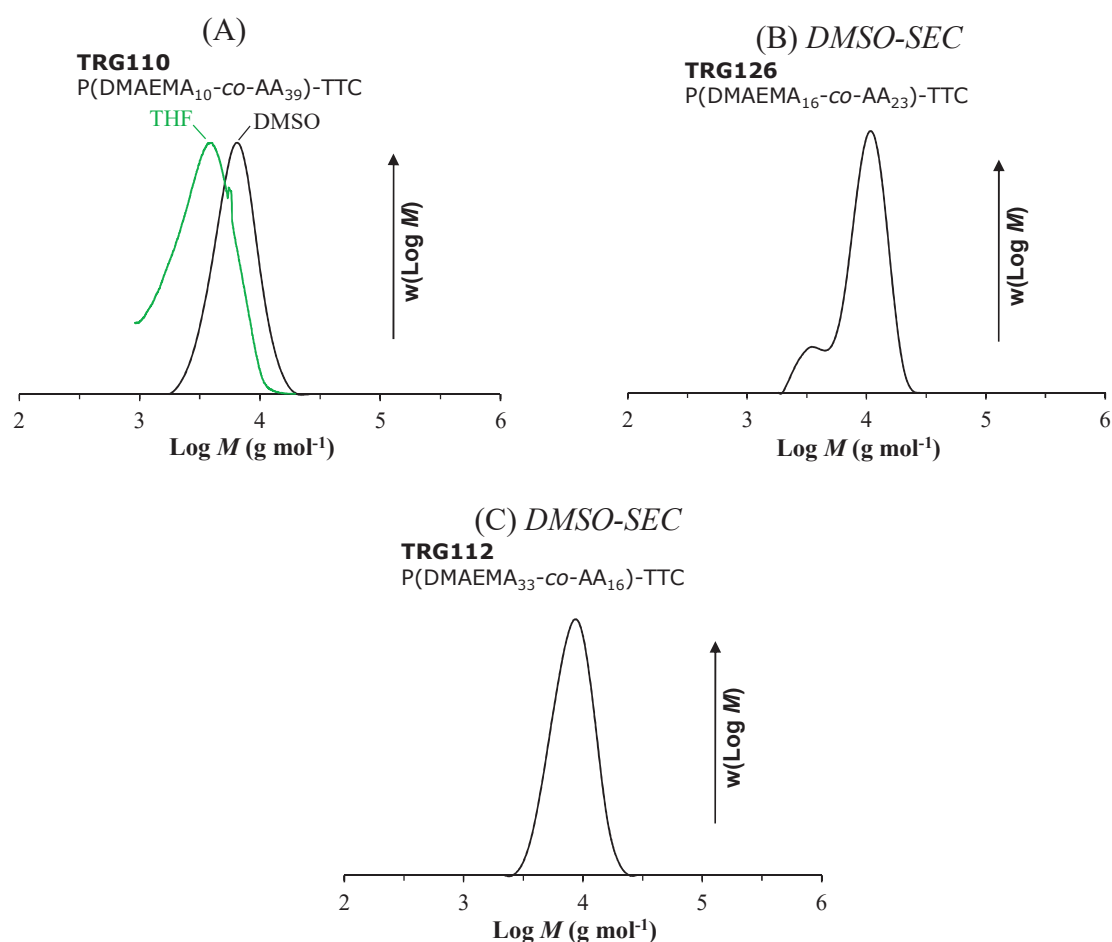 (A)
TRG110
P(DMAEMA₁₀-co-AA₃₉)-TTC
THF
DMSO
w(Log M)
2 3 4 5 6
Log M (g mol⁻¹)
(B) DMSO-SEC
TRG126
P(DMAEMA₁₆-co-AA₂₃)-TTC
w(Log M)
2 3 4 5 6
Log M (g mol⁻¹)
(C) DMSO-SEC
TRG112
P(DMAEMA₃₃-co-AA₁₆)-TTC
w(Log M)
2 3 4 5 6
Log M (g mol⁻¹)